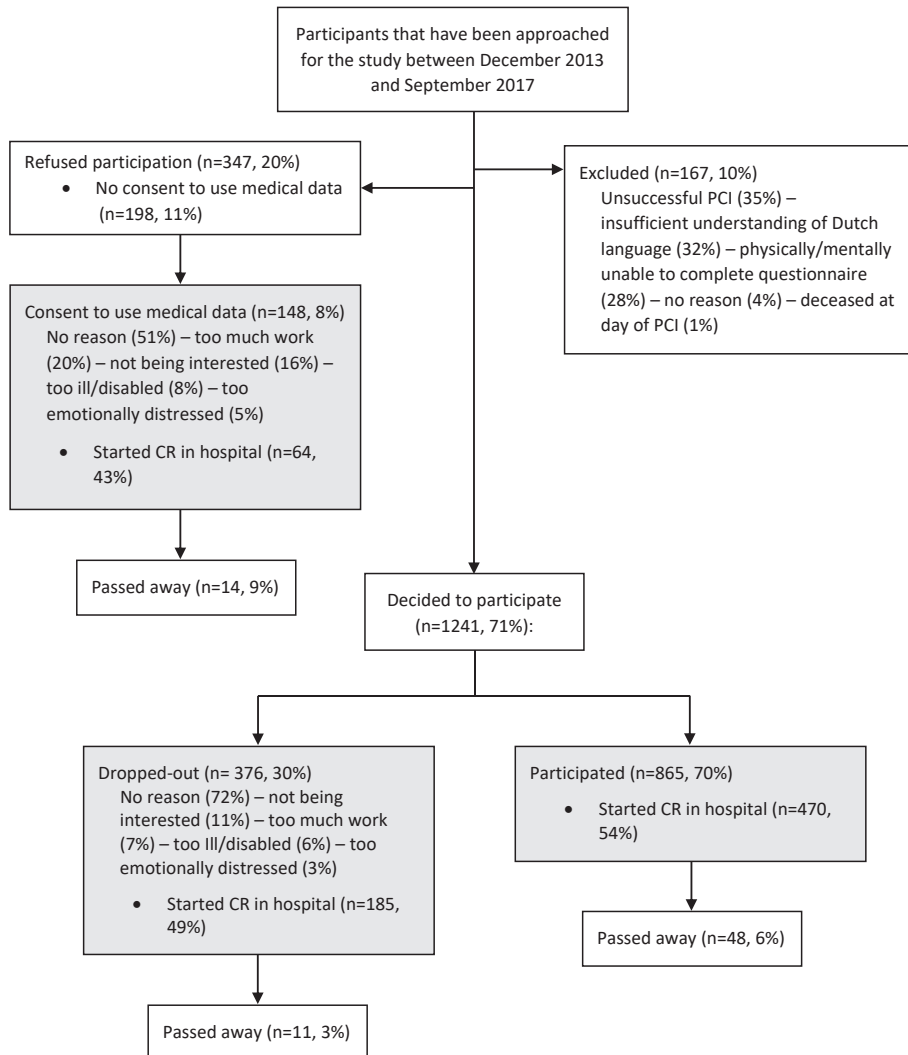 Participants that have been approached
for the study between December 2013
and September 2017
Refused participation (n=347, 20%)
• No consent to use medical data
(n=198, 11%)
Excluded (n=167, 10%)
Unsuccessful PCI (35%) –
insufficient understanding of Dutch
language (32%) – physically/mentally
unable to complete questionnaire
(28%) – no reason (4%) – deceased at
day of PCI (1%)
Consent to use medical data (n=148, 8%)
No reason (51%) – too much work
(20%) – not being interested (16%) –
too ill/disabled (8%) – too
emotionally distressed (5%)
• Started CR in hospital (n=64,
43%)
Passed away (n=14, 9%)
Decided to participate
(n=1241, 71%):
Dropped-out (n= 376, 30%)
No reason (72%) – not being
interested (11%) – too much work
(7%) – too Ill/disabled (6%) – too
emotionally distressed (3%)
• Started CR in hospital (n=185,
49%)
Participated (n=865, 70%)
• Started CR in hospital (n=470,
54%)
Passed away (n=48, 6%)
Passed away (n=11, 3%)